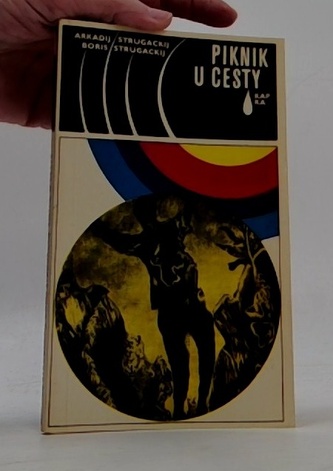 ARKADIJ STRUGACKIJ
BORIS STRUGACKIJ
PIKNIK
U CESTY
KAP
KA